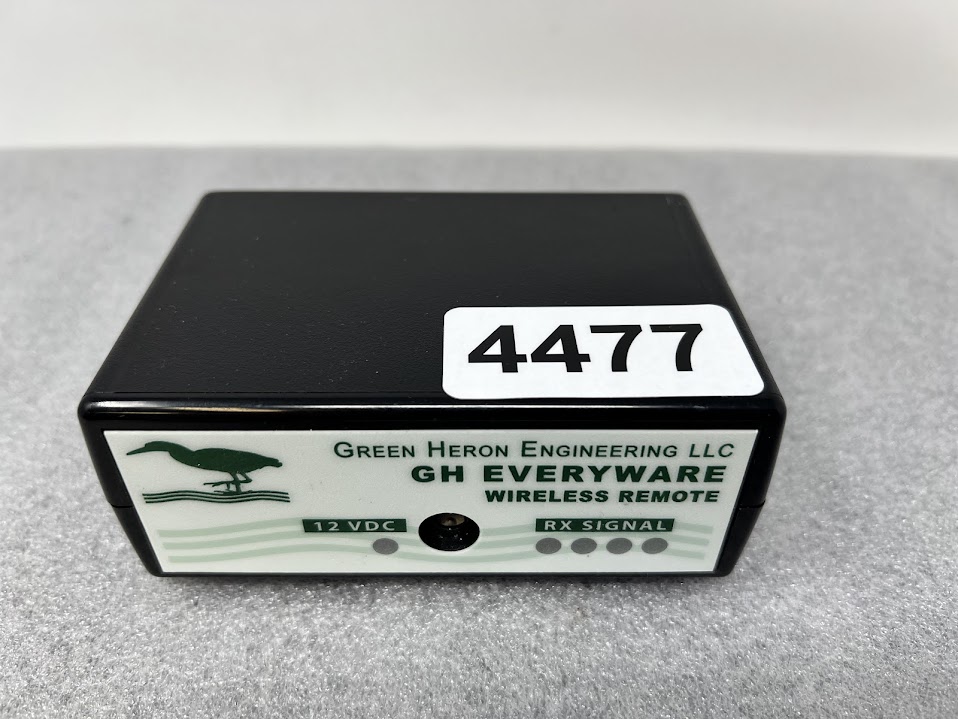 4477
GREEN HERON ENGINEERING LLC
GH EVERYWARE
WIRELESS REMOTE
12 VDC
RX SIGNAL